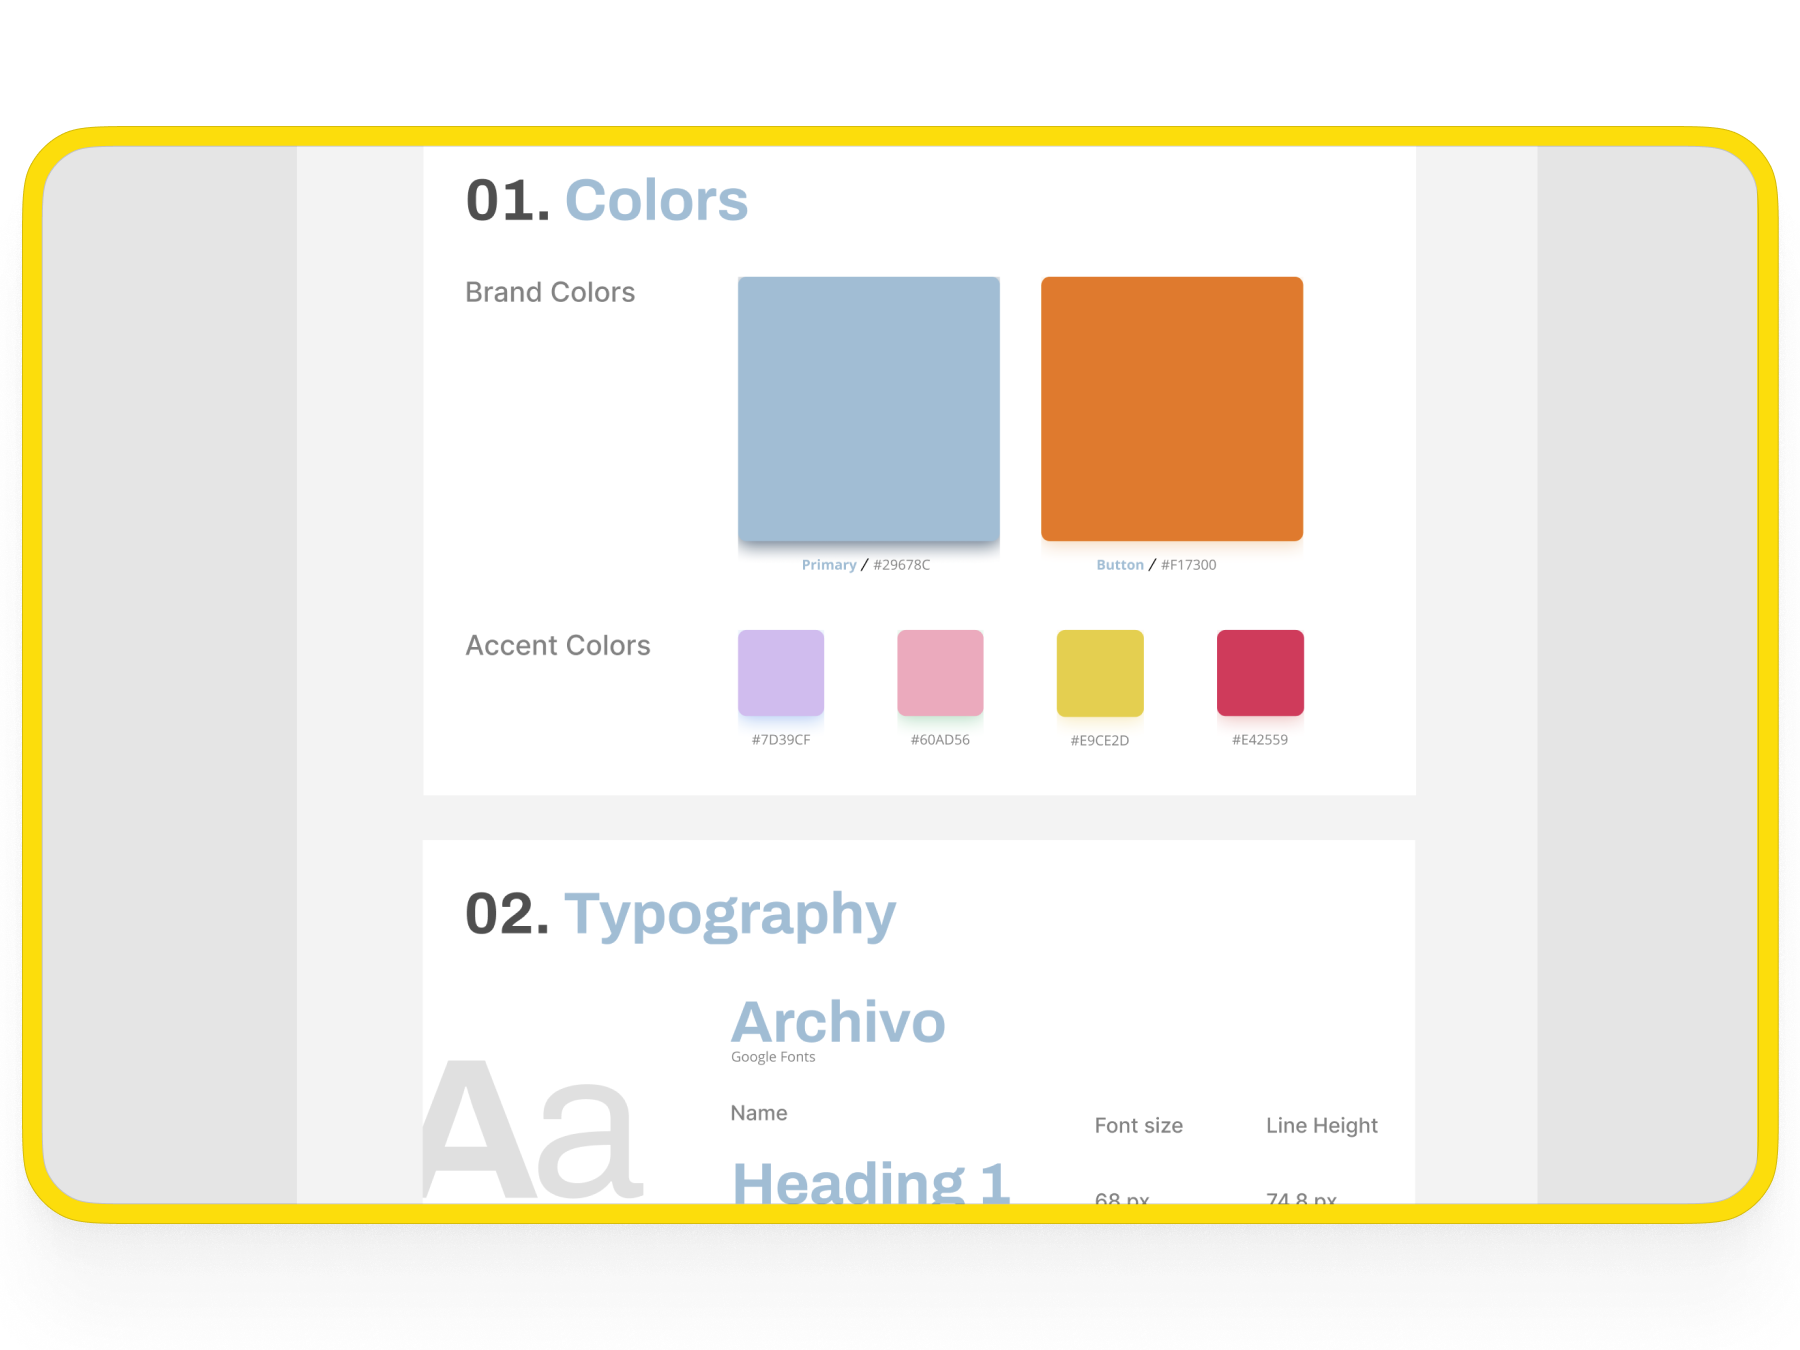 01. Colors
Brand Colors
Primary / #29678C
Button / #F17300
Accent Colors
#7D39CF
#60AD56
#E9CE2D
#E42559
02. Typography
Archivo
Google Fonts
Aa
Name
Font size
Line Height
Heading 1
68 px
74.8 px